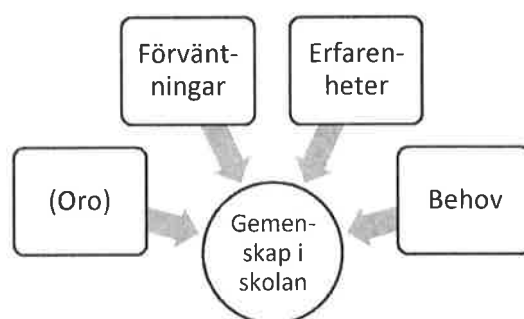 Förvänt-
ningar
Erfaren-
heter
(Oro)
Gemen-
skap i
skolan
Behov